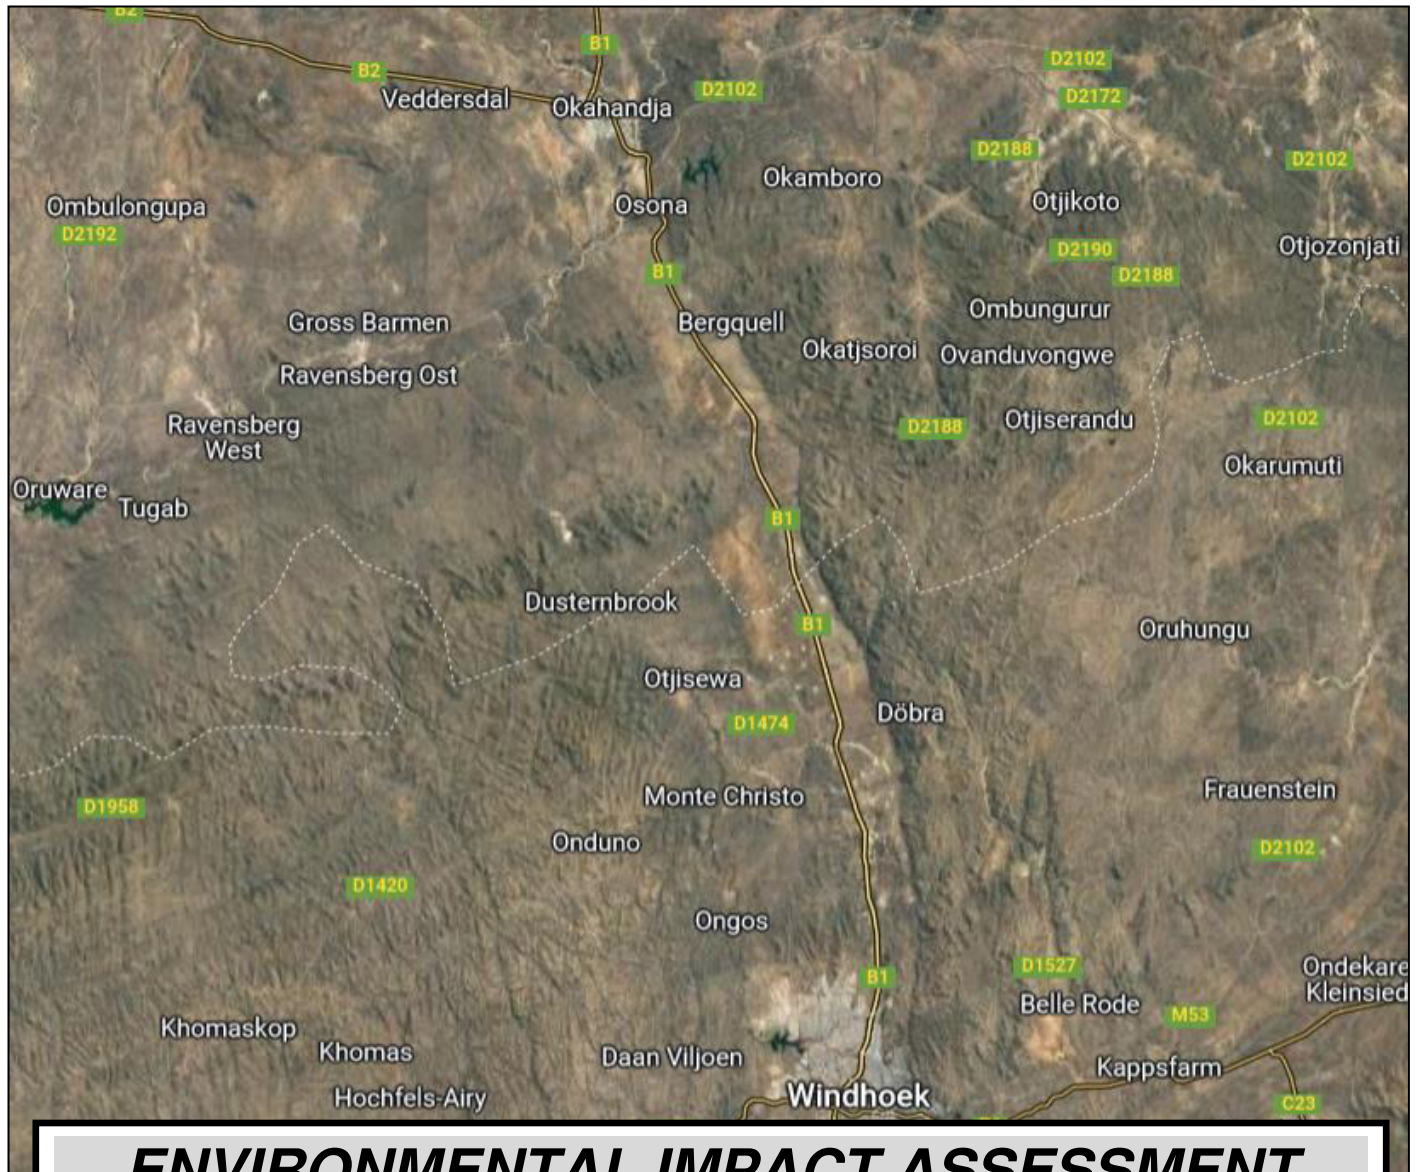 B2
B1
B2
D2102
Veddersdal
Okahandja
D2102
D2172
D2188
D2102
Okamboro
Ombulongupa
Osona
Otjikoto
D2192
D2190
Otjozonjati
B1
D2188
Gross Barmen
Bergquell
Ombungurur
Okatjsoroi
Ovanduvongwe
Ravensberg Ost
Ravensberg
West
D2188
Otjiserandu
D2102
Okarumuti
Oruware
Tugab
B1
Dusternbrook
B1
Oruhungu
Otjisewa
D1474
Döbra
Monte Christo
Frauenstein
D1958
Onduno
D2102
D1420
Ongos
B1
D1527
Ondekare
Kleinsied
Belle Rode
M53
Khomaskop
Khomas
Daan Viljoen
Kappsfarm
Hochfels-Airy
Windhoek
C23
ENVIRONMENTAL IMPACT ASSESSMENT